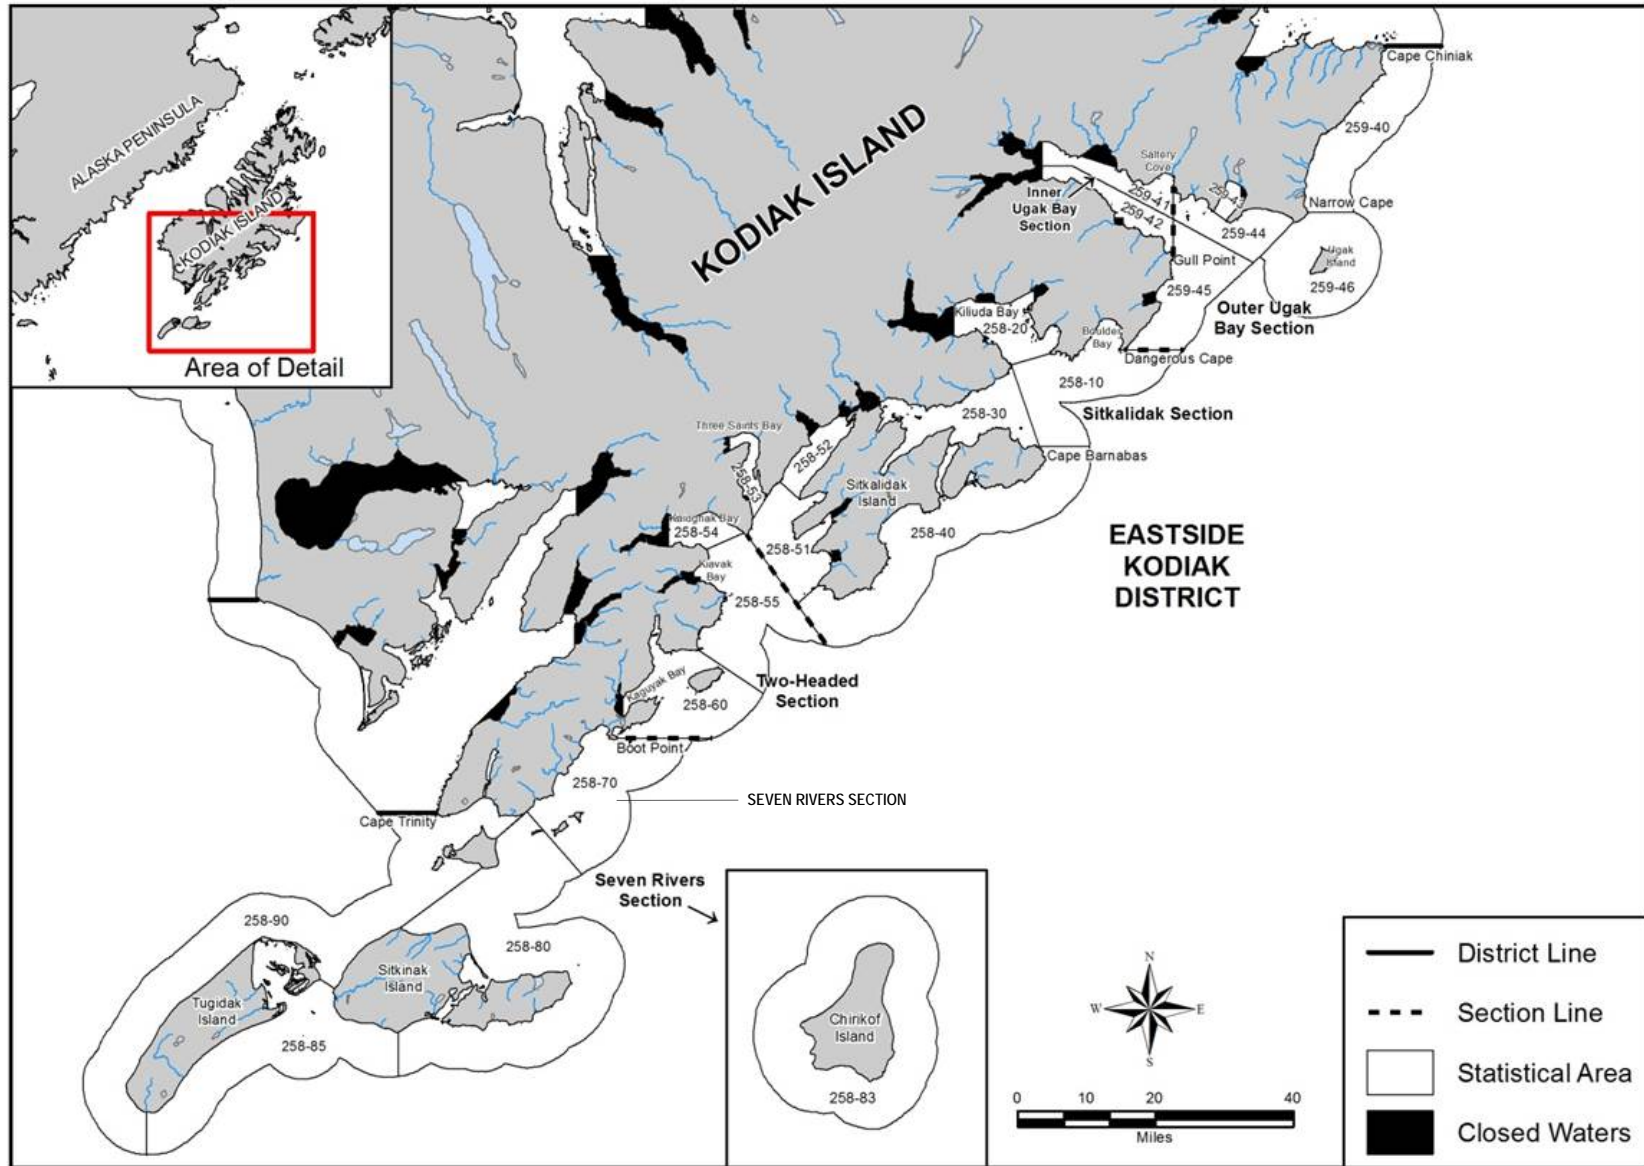 ALASKA PENINSULA
KODIAK ISLAND
Area of Detail
KODIAK ISLAND
Cape Chiniak
259-40
Saltery
Cove
Inner
Ugak Bay
Section
259-41
259-42
259-43
259-44
Narrow Cape
Ugak
Island
259-46
Gull Point
259-45
Outer Ugak
Bay Section
Kiliuda Bay
258-20
Boulder
Bay
Dangerous Cape
258-10
Sitkalidak Section
258-30
Cape Barnabas
Three Saints Bay
258-52
258-53
Sitkalidak
Island
258-40
258-54
258-51
Kiavak
Bay
258-55
EASTSIDE
KODIAK
DISTRICT
Two-Headed
Section
Kaguyak Bay
258-60
Boot Point
258-70
SEVEN RIVERS SECTION
Cape Trinity
Seven Rivers
Section
258-90
258-80
Sitkinak
Island
Tugidak
Island
258-85
Chirikof
Island
258-83
N
W
E
S
0 10 20 40
Miles
District Line
Section Line
Statistical Area
Closed Waters